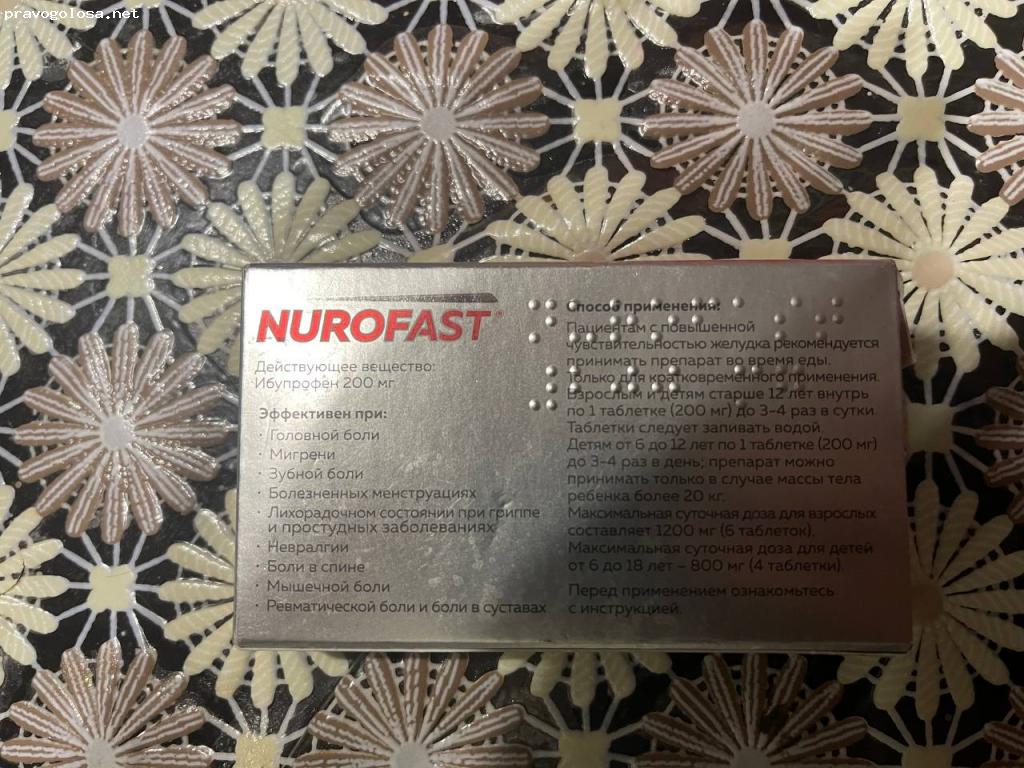 pravogolosa.net
NUROFAST®
Действующее вещество:
Ибупрофен 200 мг
Эффективен при:
· Головной боли
· Мигрени
· Зубной боли
· Болезненных менструациях
· Лихорадочном состоянии при гриппе
и простудных заболеваниях
· Невралгии
· Боли в спине
· Мышечной боли
· Ревматической боли и боли в суставах
Способ применения:
Пациентам с повышенной
чувствительностью желудка рекомендуется
принимать препарат во время еды.
Только для кратковременного применения.
Взрослым и детям старше 12 лет внутрь
по 1 таблетке (200 мг) до 3-4 раз в сутки.
Таблетки следует запивать водой.
Детям от 6 до 12 лет по 1 таблетке (200 мг)
до 3-4 раз в день; препарат можно
принимать только в случае массы тела
ребенка более 20 кг.
Максимальная суточная доза для взрослых
составляет 1200 мг (6 таблеток).
Максимальная суточная доза для детей
от 6 до 18 лет – 800 мг (4 таблетки).
Перед применением ознакомьтесь
с инструкцией.